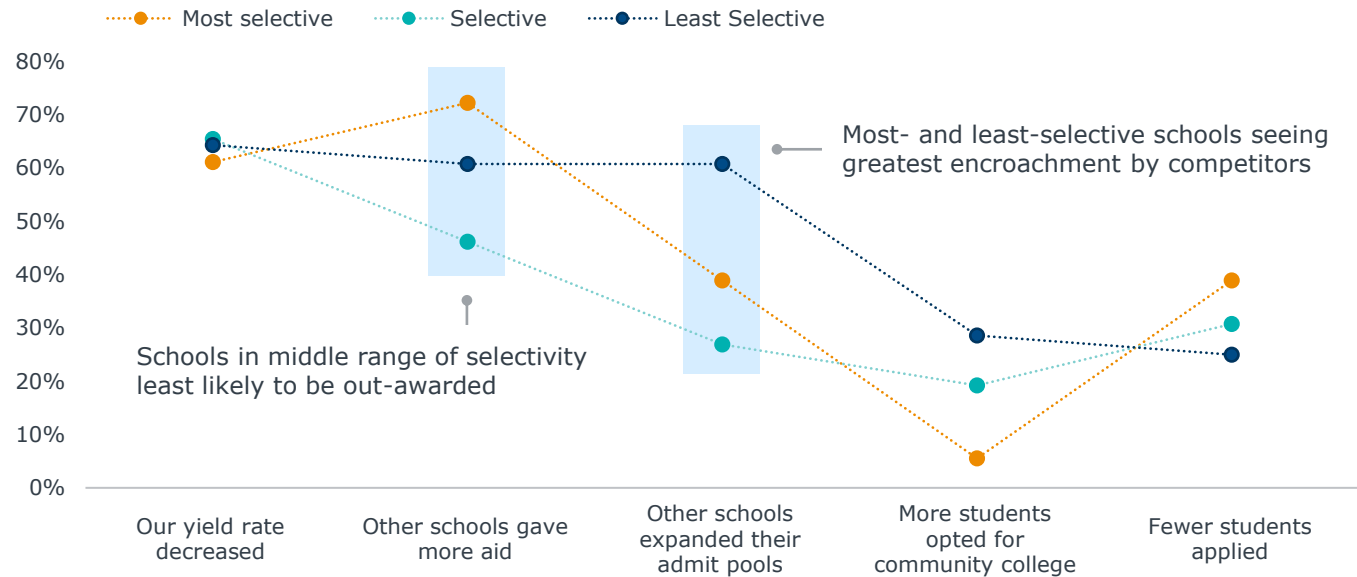 Most selective
Selective
Least Selective
80%
70%
60%
50%
40%
30%
20%
10%
0%
Most- and least-selective schools seeing
greatest encroachment by competitors
Schools in middle range of selectivity
least likely to be out-awarded
Our yield rate
decreased
Other schools gave
more aid
Other schools
expanded their
admit pools
More students
opted for
community college
Fewer students
applied